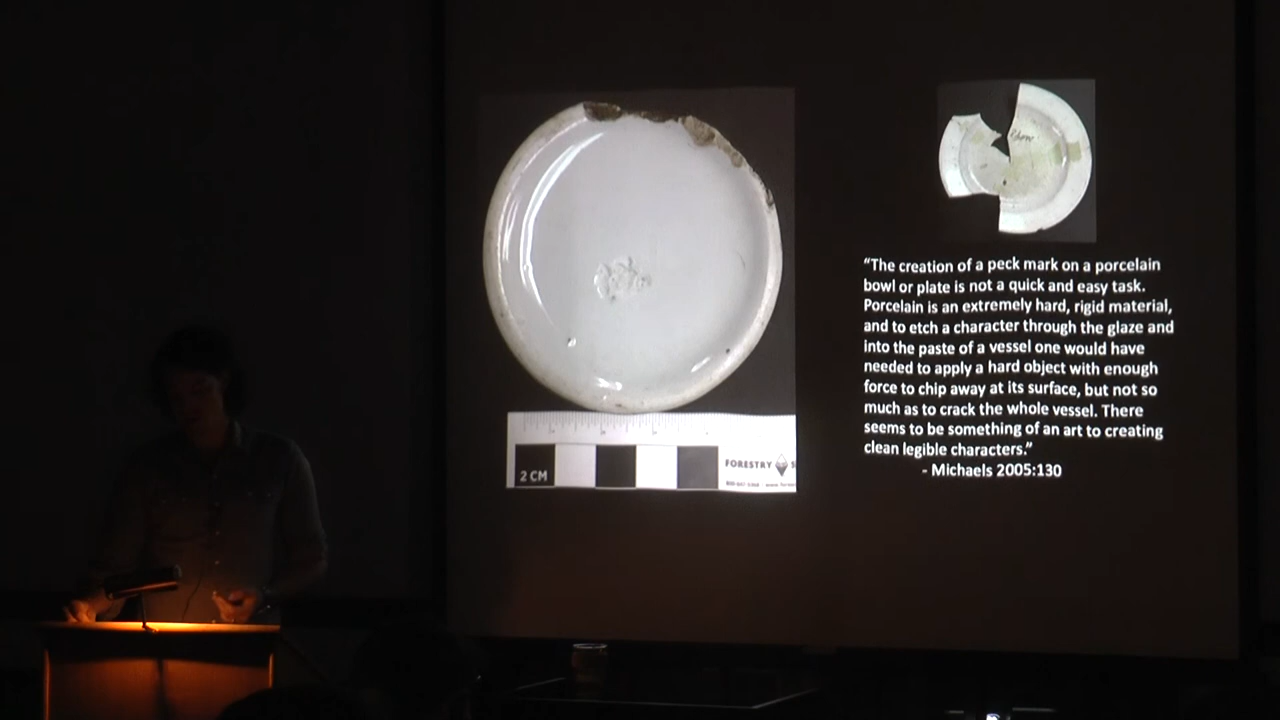 “The creation of a peck mark on a porcelain
bowl or plate is not a quick and easy task.
Porcelain is an extremely hard, rigid material,
and to etch a character through the glaze and
into the paste of a vessel one would have
needed to apply a hard object with enough
force to chip away at its surface, but not so
much as to crack the whole vessel. There
seems to be something of an art to creating
clean legible characters.”
- Michaels 2005:130
FORESTRY S
2 CM